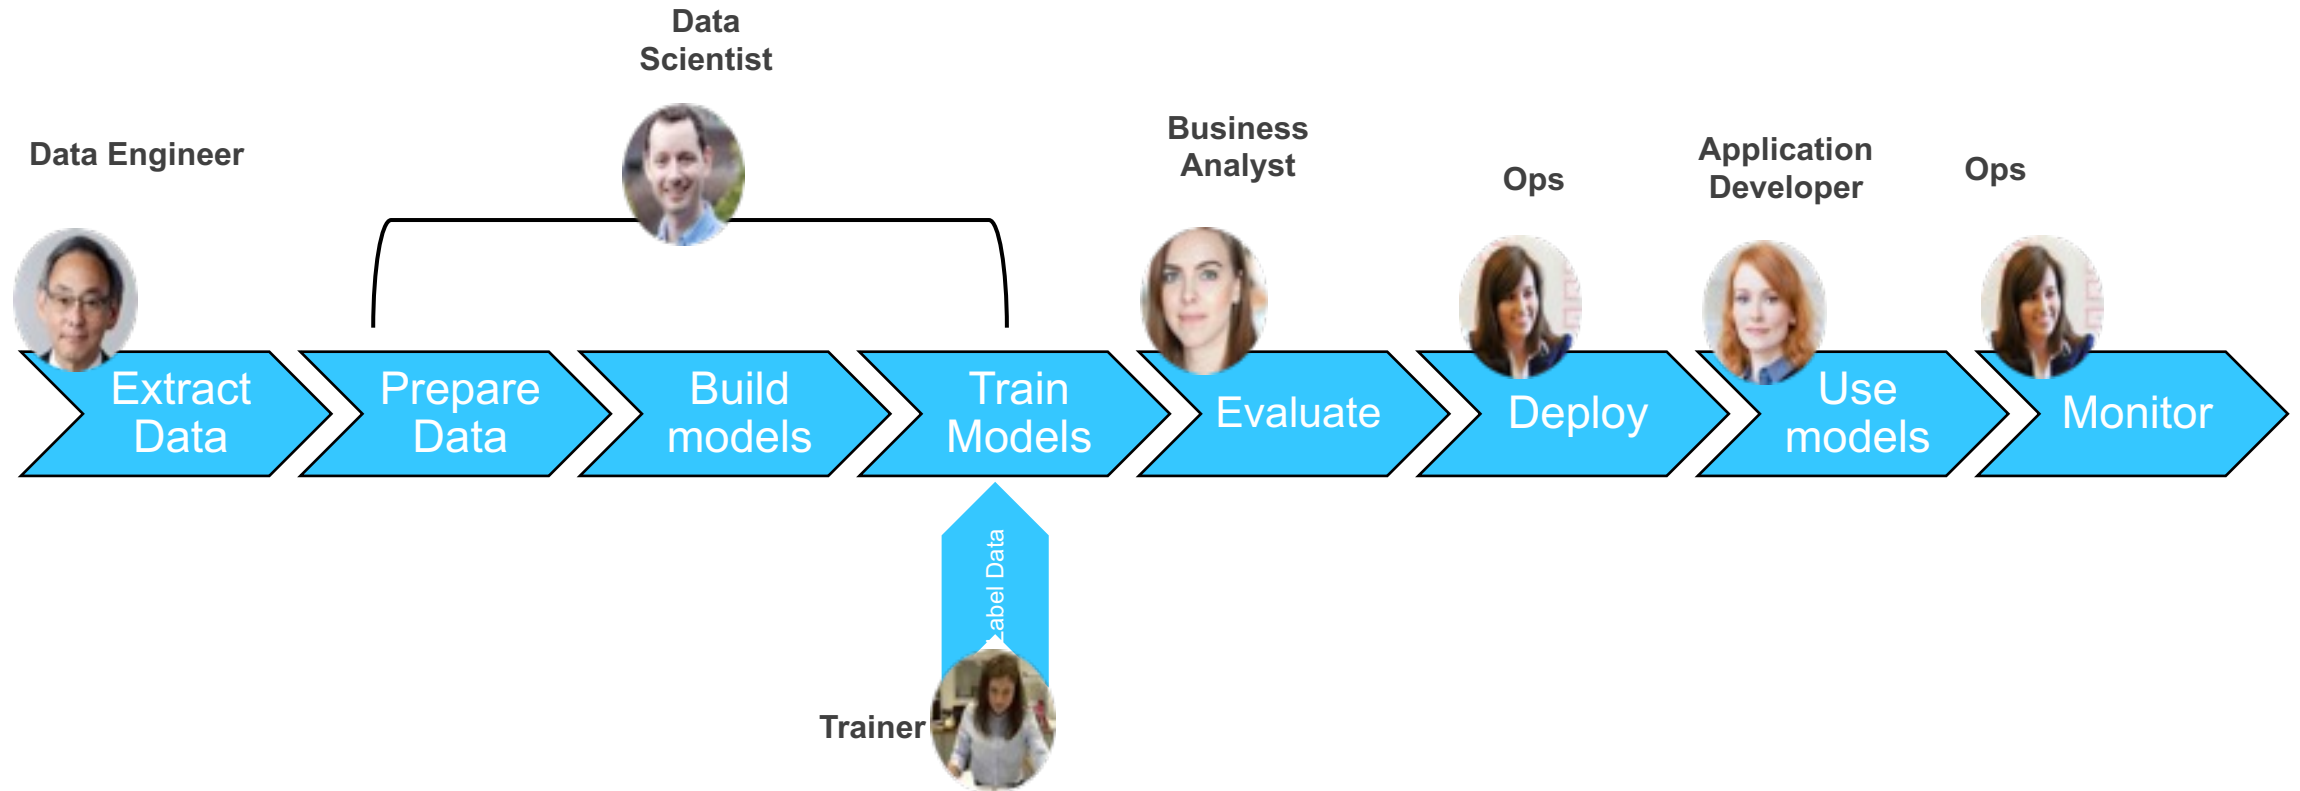 Data
Scientist
Data Engineer
Business
Analyst
Ops
Application
Developer
Ops
Extract
Data
Prepare
Data
Build
models
Train
Models
Evaluate
Deploy
Use
models
Monitor
Label Data
Trainer